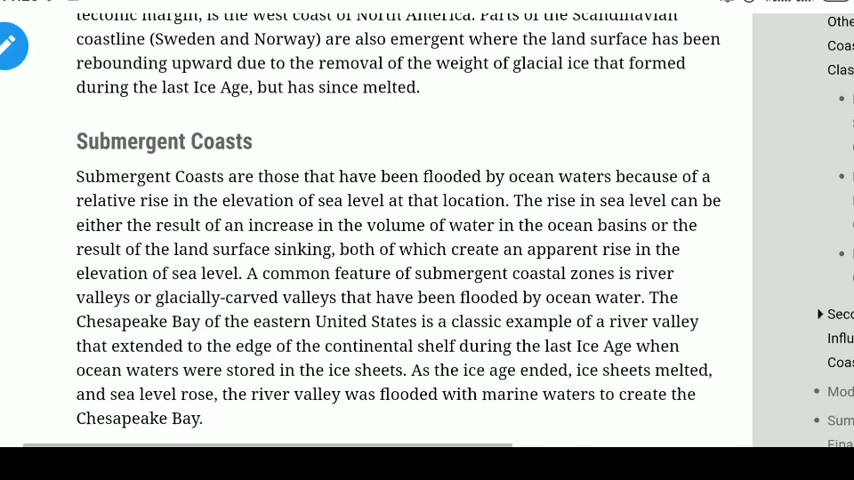 tectonic margin, is the west coast of North America. Parts of the Scandinavian
coastline (Sweden and Norway) are also emergent where the land surface has been
rebounding upward due to the removal of the weight of glacial ice that formed
during the last Ice Age, but has since melted.
Submergent Coasts
Submergent Coasts are those that have been flooded by ocean waters because of a
relative rise in the elevation of sea level at that location. The rise in sea level can be
either the result of an increase in the volume of water in the ocean basins or the
result of the land surface sinking, both of which create an apparent rise in the
elevation of sea level. A common feature of submergent coastal zones is river
valleys or glacially-carved valleys that have been flooded by ocean water. The
Chesapeake Bay of the eastern United States is a classic example of a river valley
that extended to the edge of the continental shelf during the last Ice Age when
ocean waters were stored in the ice sheets. As the ice age ended, ice sheets melted,
and sea level rose, the river valley was flooded with marine waters to create the
Chesapeake Bay.
Othe
Coas
Clas
Seco
Influ
Coas
Mod
Sum
Fina